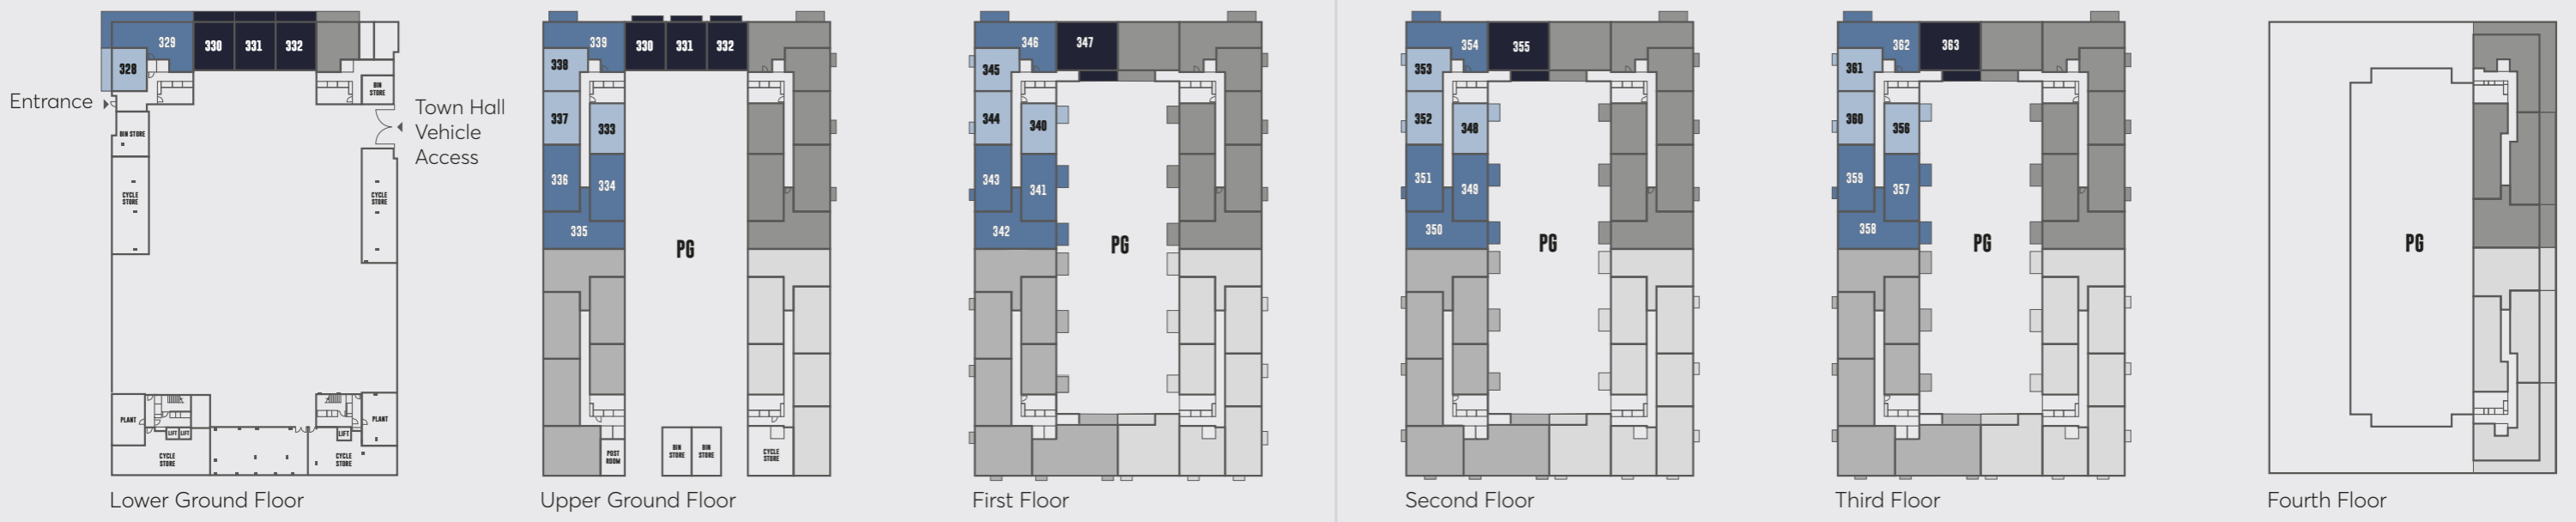 329
330
331
332
328
BIN
STORE
Entrance
Town Hall
Vehicle
Access
BIN STORE
CYCLE
STORE
CYCLE
STORE
PLANT
LIFT
LIFT
LIFT
PLANT
CYCLE
STORE
CYCLE
STORE
Lower Ground Floor
339
330
331
332
338
337
333
336
334
335
PG
POST
ROOM
BIN
STORE
BIN
STORE
CYCLE
STORE
Upper Ground Floor
346
347
345
344
340
343
341
342
PG
First Floor
354
355
353
352
348
351
349
350
PG
Second Floor
362
363
361
360
356
359
357
358
PG
Third Floor
PG
Fourth Floor